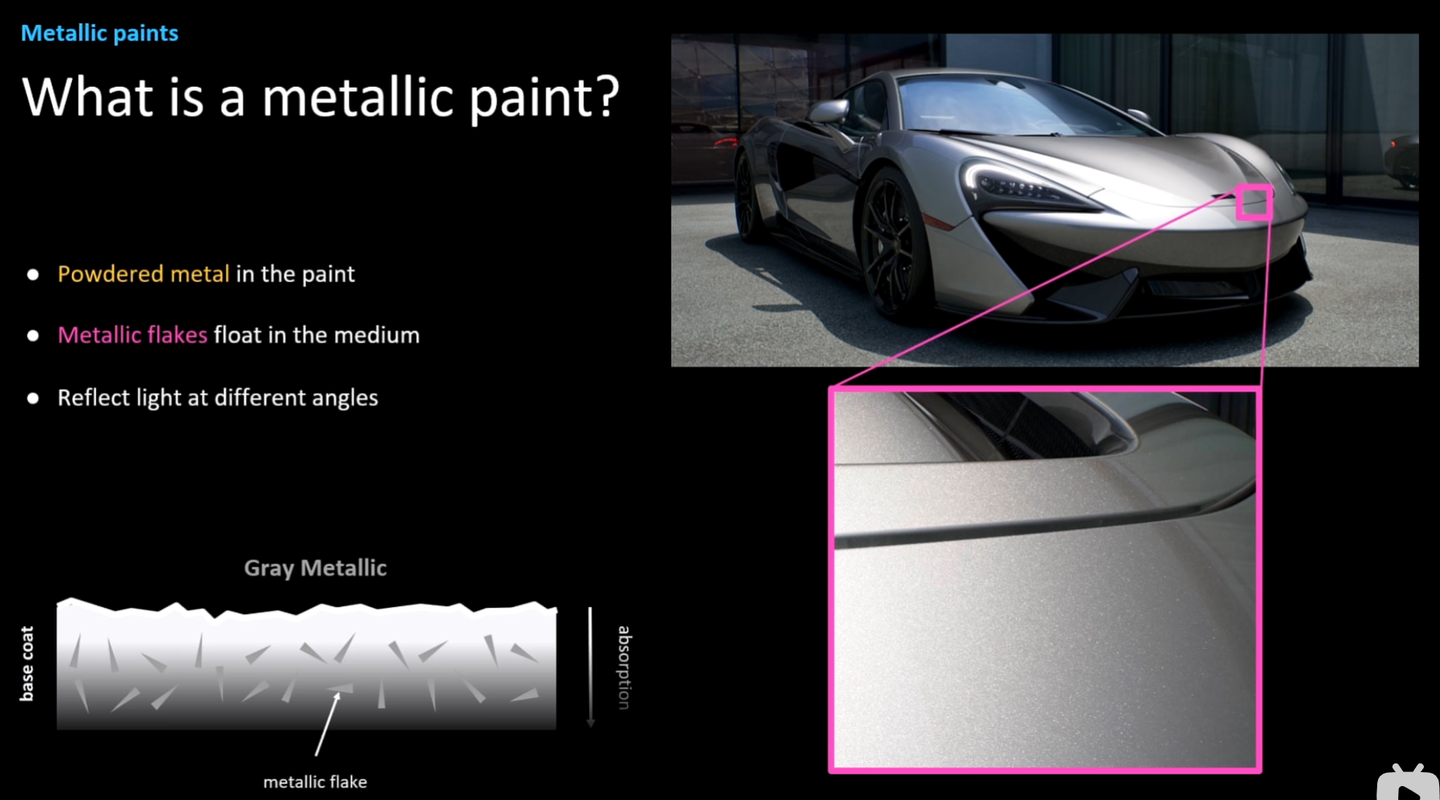 Metallic paints
What is a metallic paint?
Powdered metal in the paint
Metallic flakes float in the medium
Reflect light at different angles
Gray Metallic
base coat
absorption
metallic flake